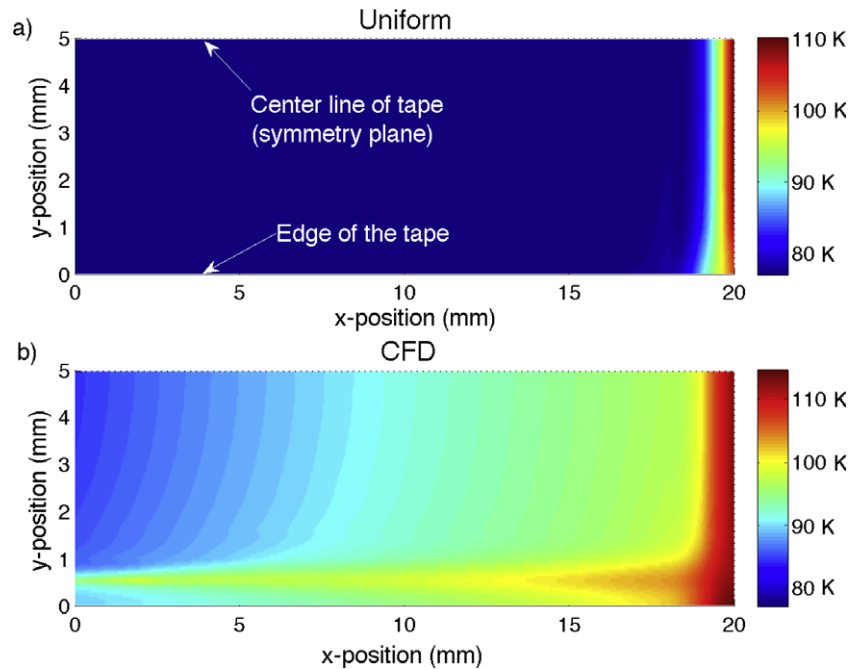 a)
Uniform
5
4
3
2
1
0
y-position (mm)
Center line of tape
(symmetry plane)
Edge of the tape
0 5 10 15 20
x-position (mm)
110 K
100 K
90 K
80 K
b)
CFD
5
4
3
2
1
0
y-position (mm)
0 5 10 15 20
x-position (mm)
110 K
100 K
90 K
80 K